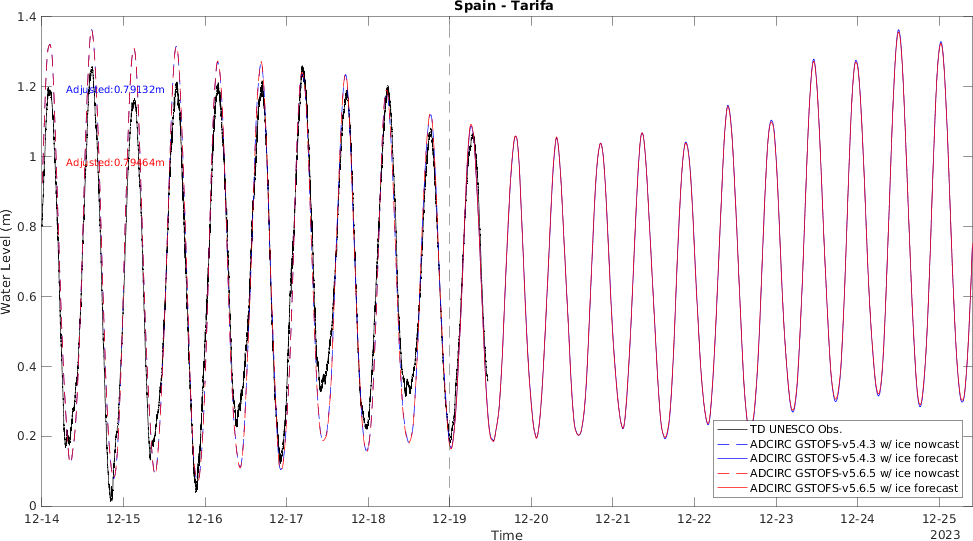 Spain - Tarifa
1.4
1.2
1
0.8
0.6
0.4
0.2
0
Water Level (m)
Adjusted:0.79132m
Adjusted:0.79464m
TD UNESCO Obs.
ADCIRC GSTOFS-v5.4.3 w/ ice nowcast
ADCIRC GSTOFS-v5.4.3 w/ ice forecast
ADCIRC GSTOFS-v5.6.5 w/ ice nowcast
ADCIRC GSTOFS-v5.6.5 w/ ice forecast
12-14 12-15 12-16 12-17 12-18 12-19 12-20 12-21 12-22 12-23 12-24 12-25
Time
2023